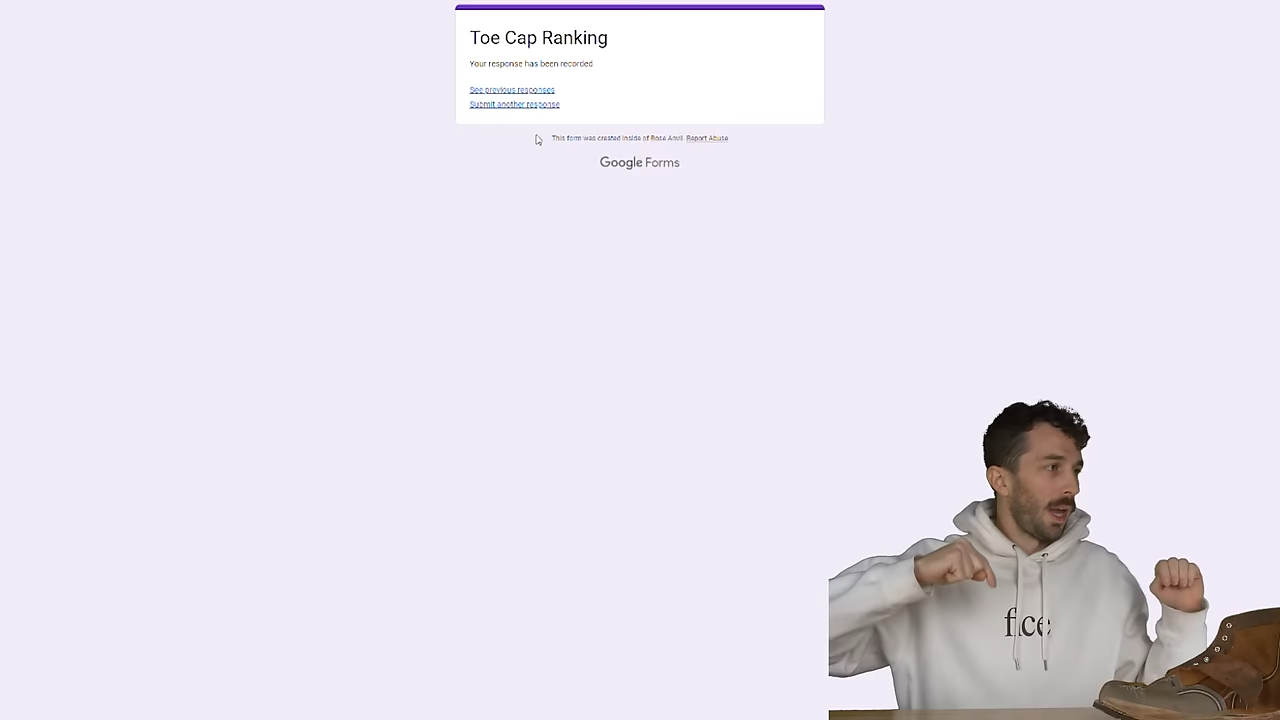 Toe Cap Ranking
Your response has been recorded
See previous responses
Submit another response
This form was created inside of Rose Anvil. Report Abuse
Google Forms
face